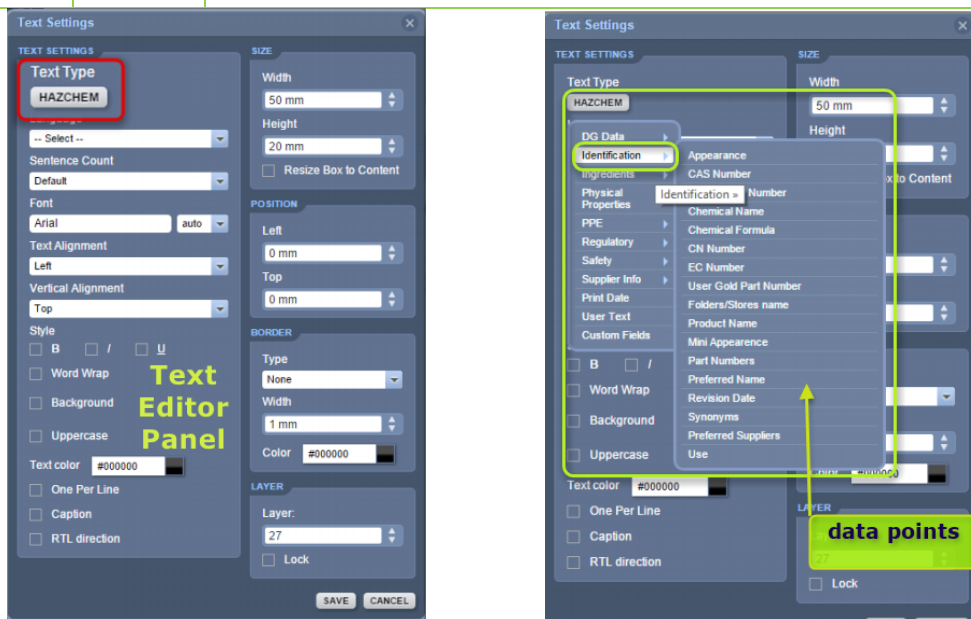 Text Settings
TEXT SETTINGS
Text Type
HAZCHEM
Language
-- Select --
Sentence Count
Default
Font
Arial
auto
Text Alignment
Left
Vertical Alignment
Top
Style
B
I
U
Word Wrap
Background
Uppercase
Text color
#000000
One Per Line
Caption
RTL direction
Text
Editor
Panel
SIZE
Width
50 mm
Height
20 mm
Resize Box to Content
POSITION
Left
0 mm
Top
0 mm
BORDER
Type
None
Width
1 mm
Color
#000000
LAYER
Layer:
27
Lock
SAVE
CANCEL
Text Settings
TEXT SETTINGS
Text Type
HAZCHEM
DG Data
Identification
Ingredients
Physical
Properties
PPE
Regulatory
Safety
Supplier Info
Print Date
User Text
Custom Fields
Identification »
Appearance
CAS Number
Number
Chemical Name
Chemical Formula
CN Number
EC Number
User Gold Part Number
Folders/Stores name
Product Name
Mini Appearence
Part Numbers
Preferred Name
Revision Date
Synonyms
Preferred Suppliers
Use
B
I
Word Wrap
Background
Uppercase
Text color
#000000
One Per Line
Caption
RTL direction
SIZE
Width
50 mm
Height
x to Content
Color
#000000
LAYER
data points
27
Lock